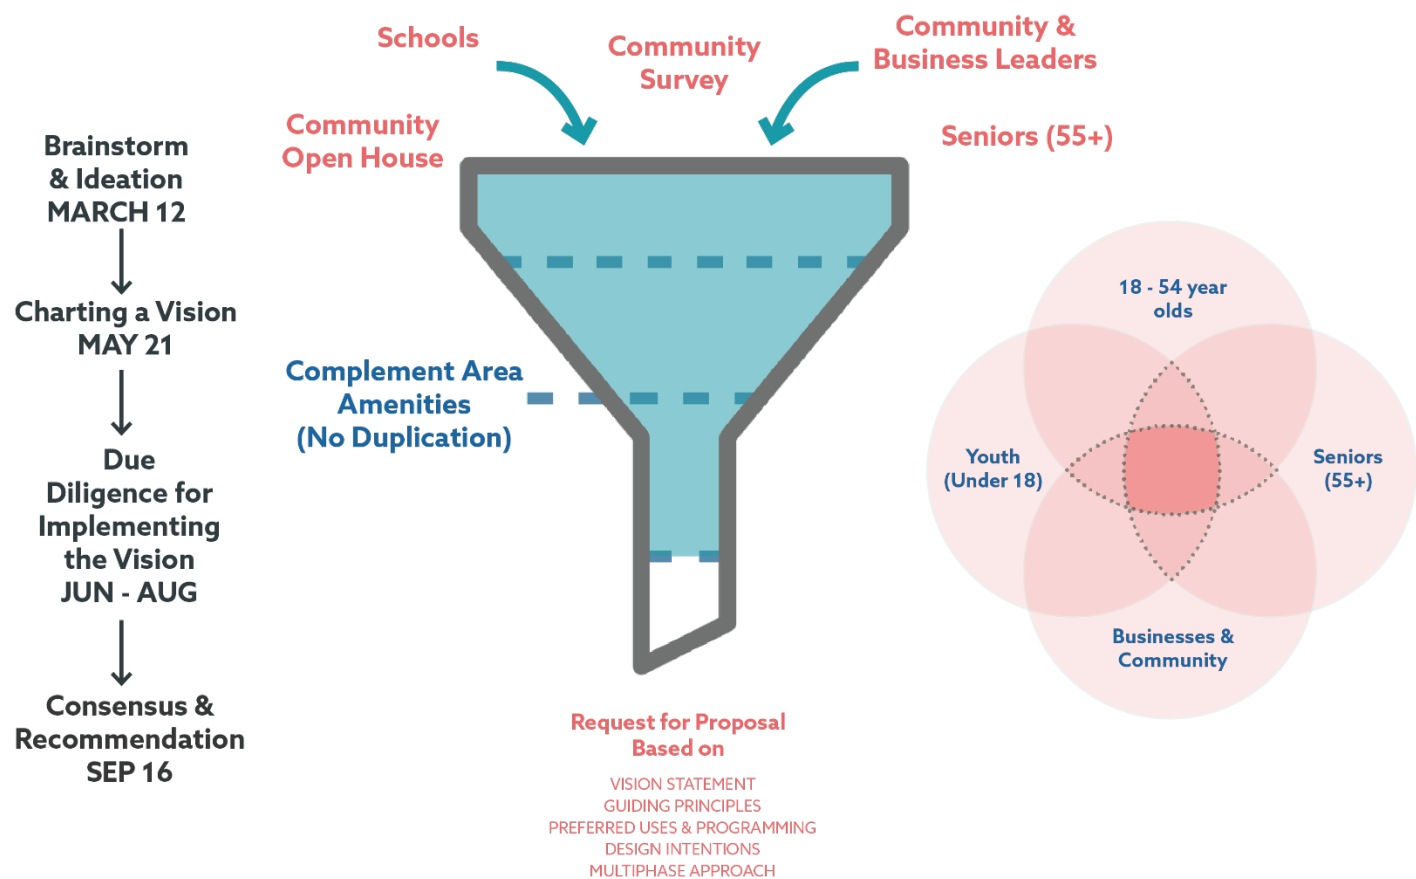 Schools
Community
Survey
Community &
Business Leaders
Community
Open House
Seniors (55+)
Brainstorm
& Ideation
MARCH 12
Charting a Vision
MAY 21
Due
Diligence for
Implementing
the Vision
JUN - AUG
Consensus &
Recommendation
SEP 16
Complement Area
Amenities
(No Duplication)
Request for Proposal
Based on
VISION STATEMENT
GUIDING PRINCIPLES
PREFERRED USES & PROGRAMMING
DESIGN INTENTIONS
MULTIPHASE APPROACH
18 - 54 year
olds
Youth
(Under 18)
Seniors
(55+)
Businesses &
Community